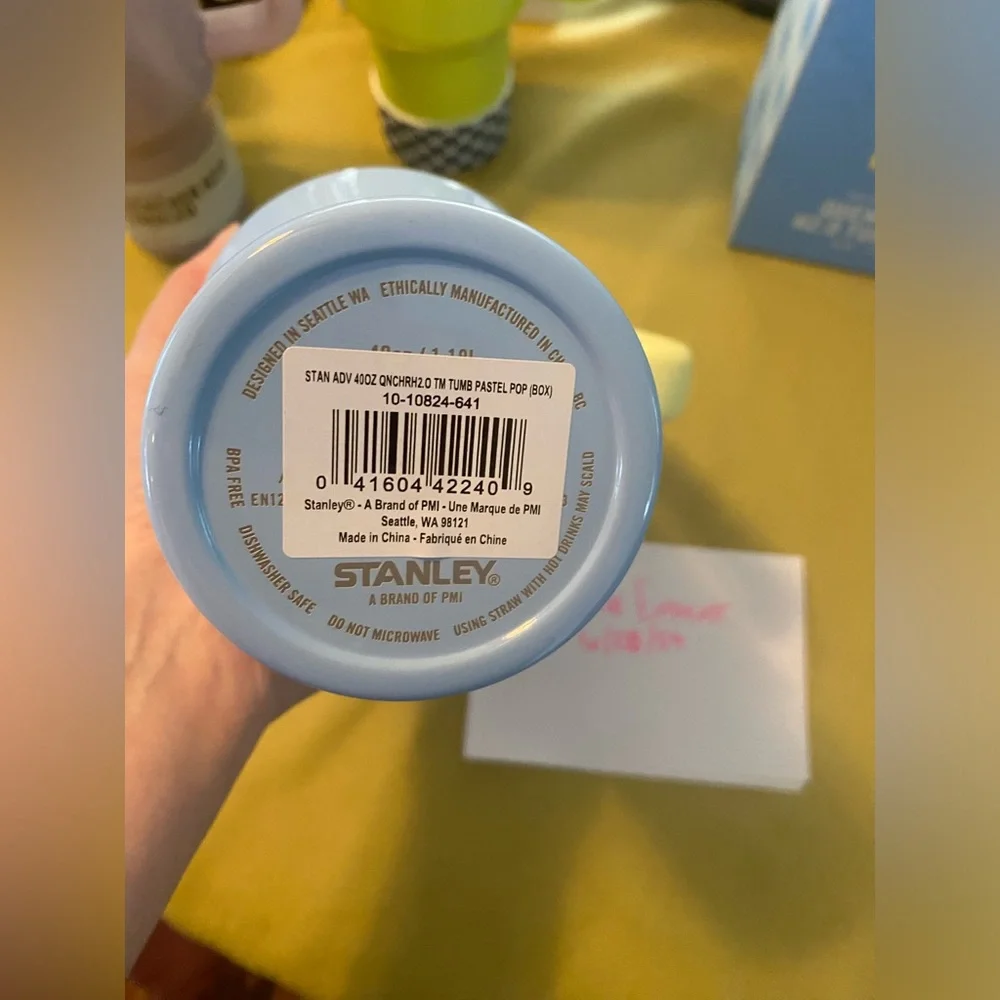 DESIGNED IN SEATTLE WA ETHICALLY MANUFACTURED IN
STAN ADV 40OZ QNCHRH2.O TM TUMB PASTEL POP (BOX)
10-10824-641
0 41604 42240 9
Stanley® - A Brand of PMI - Une Marque de PMI
Seattle, WA 98121
Made in China - Fabriqué en Chine
BPA FREE
DISHWASHER SAFE
DO NOT MICROWAVE
USING STRAW WITH HOT DRINKS MAY SCALD
STANLEY®
A BRAND OF PMI